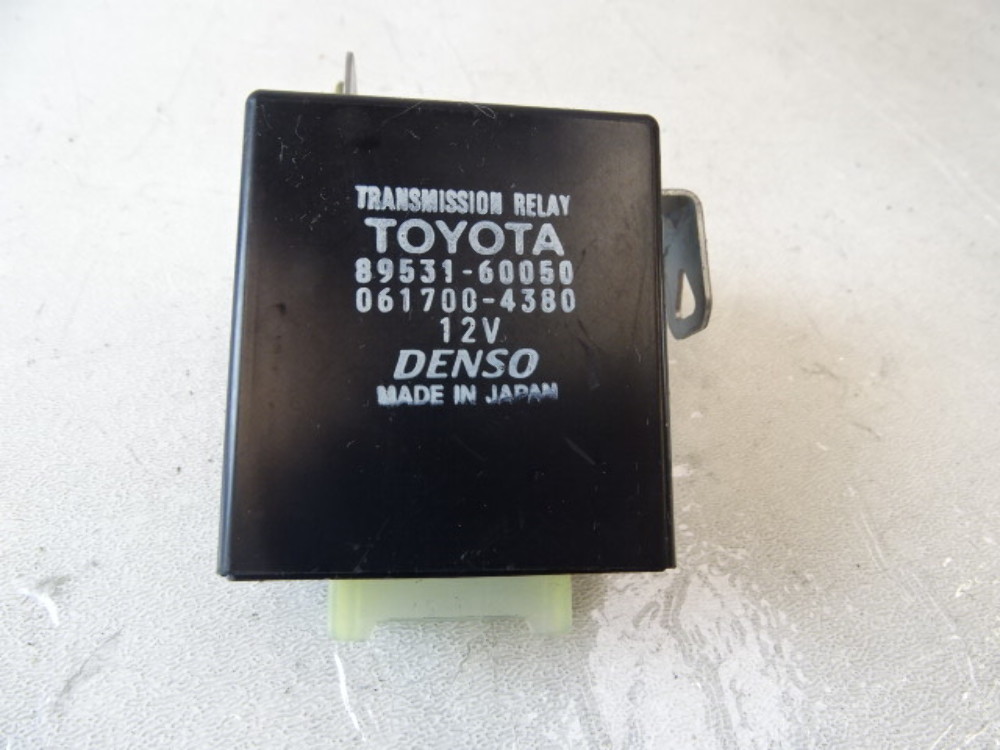 TRANSMISSION RELAY
TOYOTA
89531-60050
061700-4380
12V
DENSO
MADE IN JAPAN